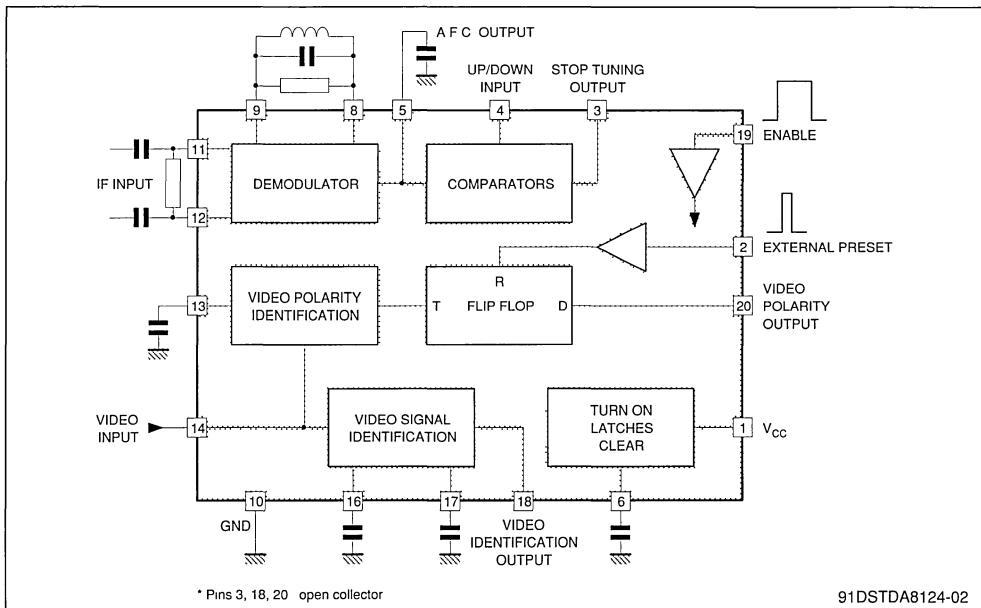 A F C OUTPUT
UP/DOWN
INPUT
STOP TUNING
OUTPUT
9
8
5
4
3
19
ENABLE
11
IF INPUT
12
DEMODULATOR
COMPARATORS
2
EXTERNAL PRESET
13
VIDEO POLARITY
IDENTIFICATION
R
T
FLIP FLOP
D
20
VIDEO
POLARITY
OUTPUT
VIDEO
INPUT
14
VIDEO SIGNAL
IDENTIFICATION
TURN ON
LATCHES
CLEAR
1
VCC
10
16
17
18
6
GND
VIDEO
IDENTIFICATION
OUTPUT
* Pins 3, 18, 20 open collector
91DSTDA8124-02